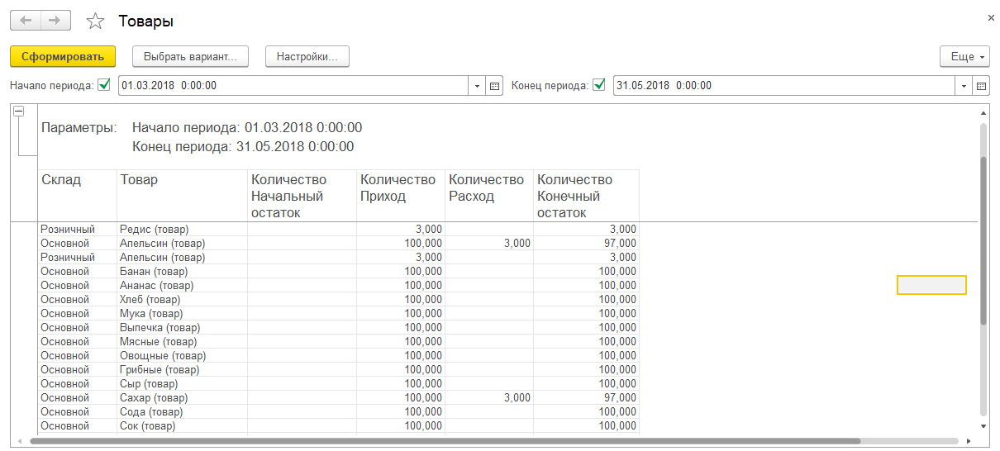 Товары
Сформировать Выбрать вариант... Настройки... Еще
Начало периода: 01.03.2018 0:00:00 Конец периода: 31.05.2018 0:00:00
Параметры: Начало периода: 01.03.2018 0:00:00
Конец периода: 31.05.2018 0:00:00
Склад Товар Количество Количество Количество Количество
Начальный Приход Расход Конечный
остаток остаток
Розничный Редис (товар) 3,000 3,000
Основной Апельсин (товар) 100,000 3,000 97,000
Розничный Апельсин (товар) 3,000 3,000
Основной Банан (товар) 100,000 100,000
Основной Ананас (товар) 100,000 100,000
Основной Хлеб (товар) 100,000 100,000
Основной Мука (товар) 100,000 100,000
Основной Выпечка (товар) 100,000 100,000
Основной Мясные (товар) 100,000 100,000
Основной Овощные (товар) 100,000 100,000
Основной Грибные (товар) 100,000 100,000
Основной Сыр (товар) 100,000 100,000
Основной Сахар (товар) 100,000 3,000 97,000
Основной Сода (товар) 100,000 100,000
Основной Сок (товар) 100,000 100,000